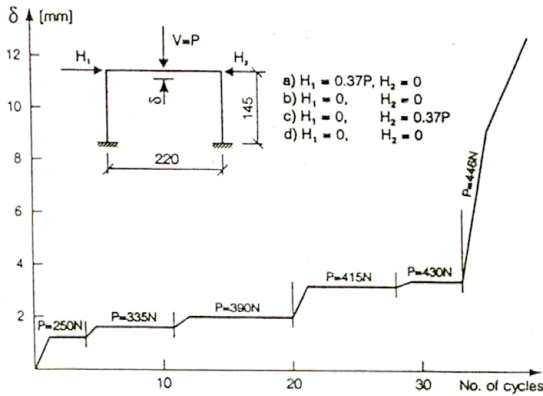 δ [mm]
12
10
8
6
4
2
V=P
H₁
H₂
δ
145
220
a) H₁ = 0.37P, H₂ = 0
b) H₁ = 0, H₂ = 0
c) H₁ = 0, H₂ = 0.37P
d) H₁ = 0, H₂ = 0
P=250N
P=335N
P=390N
P=415N
P=430N
P=446N
10
20
30
No. of cycles